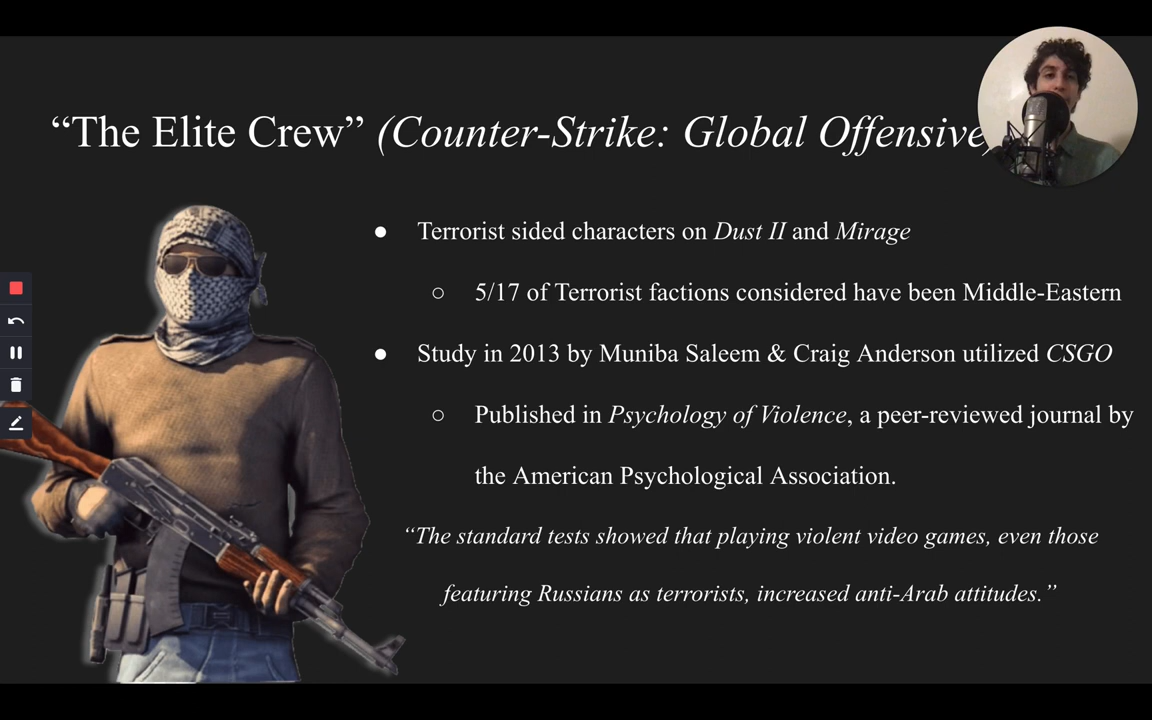 “The Elite Crew” (Counter-Strike: Global Offensive)
● Terrorist sided characters on Dust II and Mirage
○ 5/17 of Terrorist factions considered have been Middle-Eastern
● Study in 2013 by Muniba Saleem & Craig Anderson utilized CSGO
○ Published in Psychology of Violence, a peer-reviewed journal by
the American Psychological Association.
“The standard tests showed that playing violent video games, even those
featuring Russians as terrorists, increased anti-Arab attitudes.”